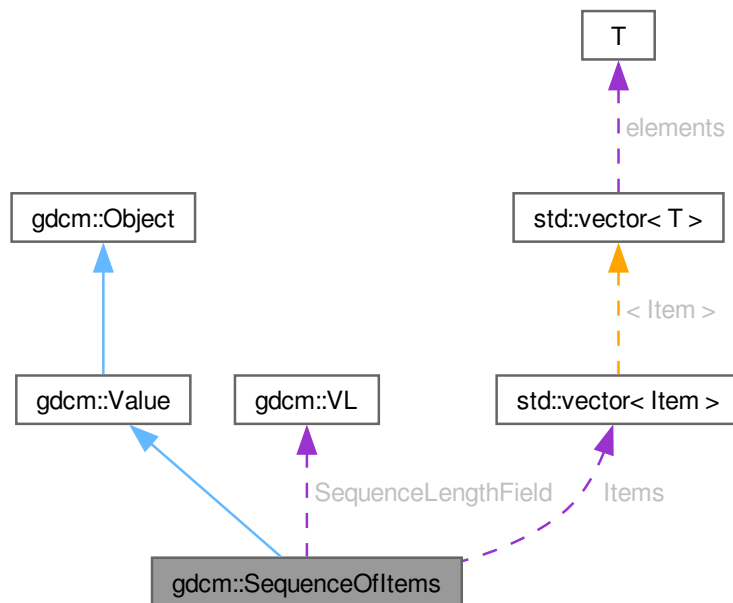 T
elements
gdcm::Object
std::vector< T >
< Item >
gdcm::Value
gdcm::VL
std::vector< Item >
SequenceLengthField
Items
gdcm::SequenceOfItems